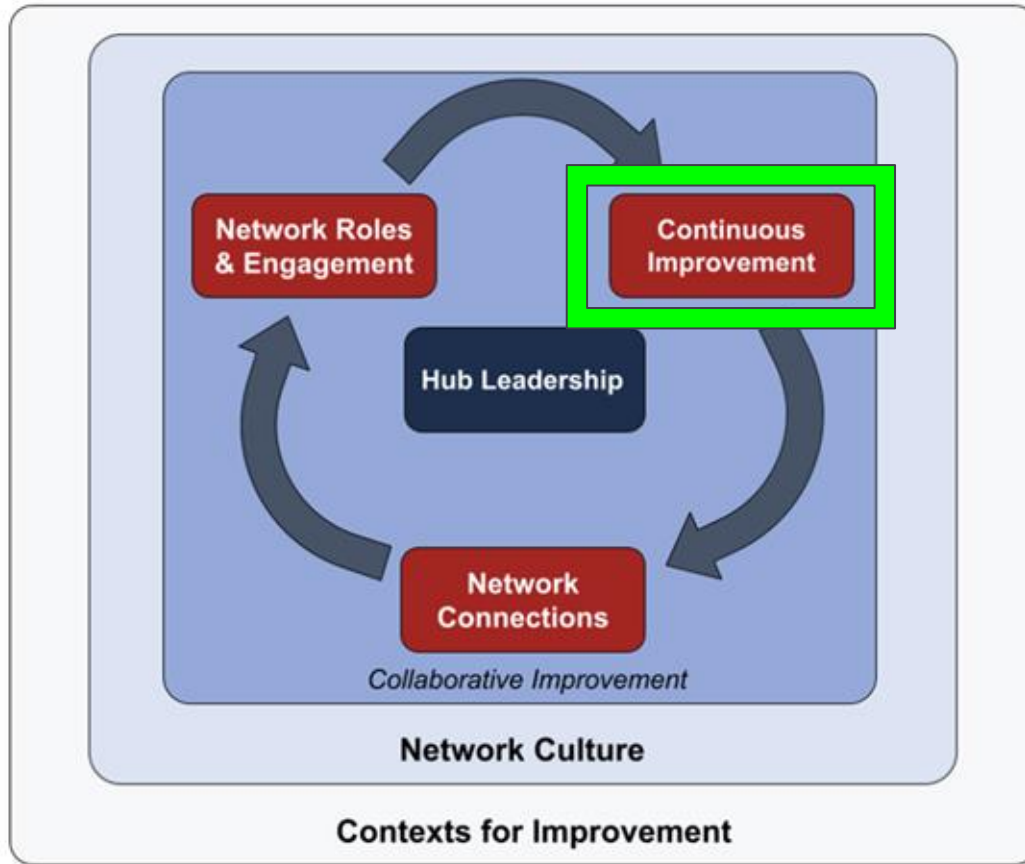 Network Roles
& Engagement
Continuous
Improvement
Hub Leadership
Network
Connections
Collaborative Improvement
Network Culture
Contexts for Improvement